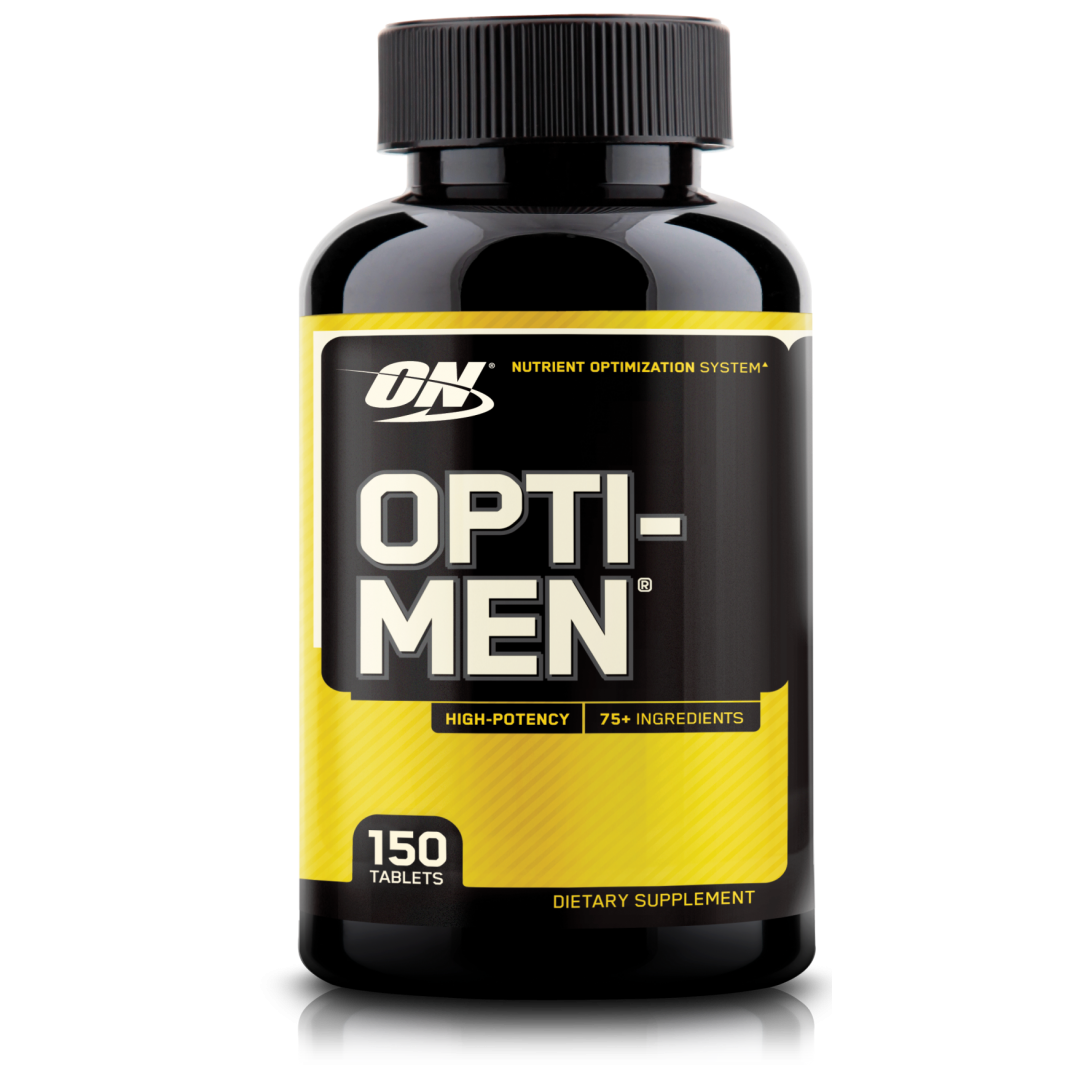 ON®
NUTRIENT OPTIMIZATION SYSTEM▲
OPTI-
MEN®
HIGH-POTENCY 75+ INGREDIENTS
150
TABLETS
DIETARY SUPPLEMENT